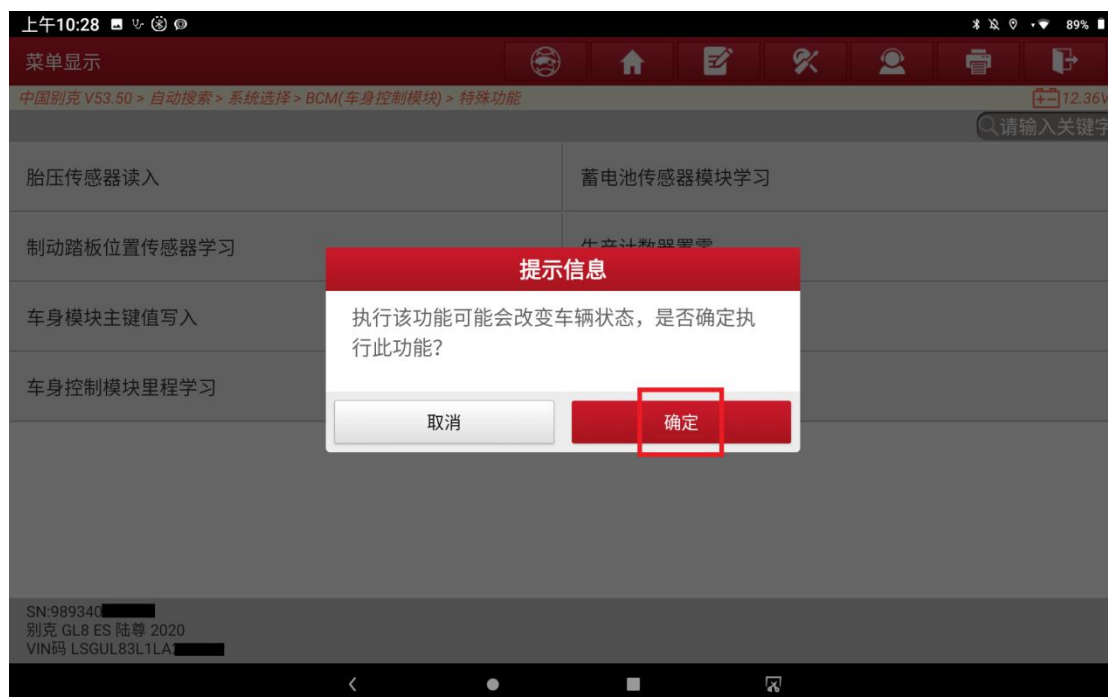 上午10:28
89%
菜单显示
中国别克 V53.50 > 自动搜索 > 系统选择 > BCM(车身控制模块) > 特殊功能
12.36V
请输入关键字
胎压传感器读入
蓄电池传感器模块学习
制动踏板位置传感器学习
生产计数器置零
提示信息
车身模块主键值写入
执行该功能可能会改变车辆状态，是否确定执
行此功能？
车身控制模块里程学习
取消
确定
SN:989340
别克 GL8 ES 陆尊 2020
VIN码 LSGUL83L1LA